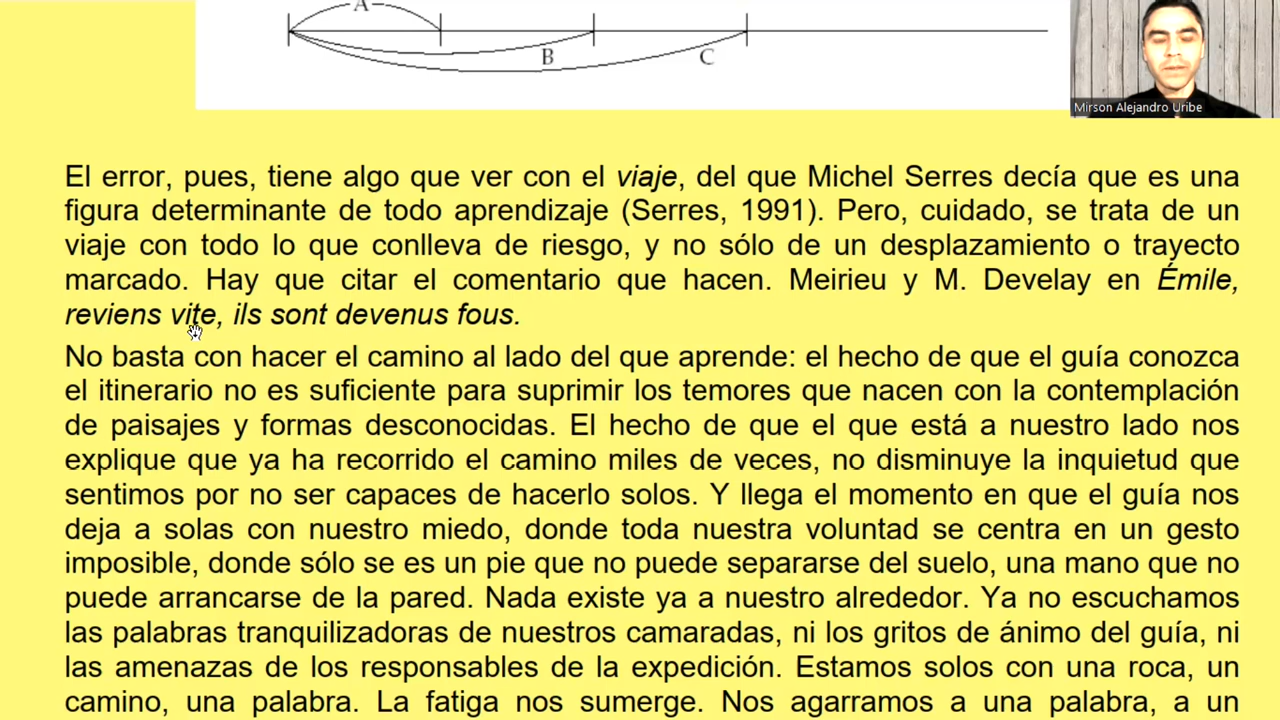 A
B
C
Mirson Alejandro Uribe
El error, pues, tiene algo que ver con el viaje, del que Michel Serres decía que es una
figura determinante de todo aprendizaje (Serres, 1991). Pero, cuidado, se trata de un
viaje con todo lo que conlleva de riesgo, y no sólo de un desplazamiento o trayecto
marcado. Hay que citar el comentario que hacen. Meirieu y M. Develay en Émile,
reviens vite, ils sont devenus fous.
No basta con hacer el camino al lado del que aprende: el hecho de que el guía conozca
el itinerario no es suficiente para suprimir los temores que nacen con la contemplación
de paisajes y formas desconocidas. El hecho de que el que está a nuestro lado nos
explique que ya ha recorrido el camino miles de veces, no disminuye la inquietud que
sentimos por no ser capaces de hacerlo solos. Y llega el momento en que el guía nos
deja a solas con nuestro miedo, donde toda nuestra voluntad se centra en un gesto
imposible, donde sólo se es un pie que no puede separarse del suelo, una mano que no
puede arrancarse de la pared. Nada existe ya a nuestro alrededor. Ya no escuchamos
las palabras tranquilizadoras de nuestros camaradas, ni los gritos de ánimo del guía, ni
las amenazas de los responsables de la expedición. Estamos solos con una roca, un
camino, una palabra. La fatiga nos sumerge. Nos agarramos a una palabra, a un